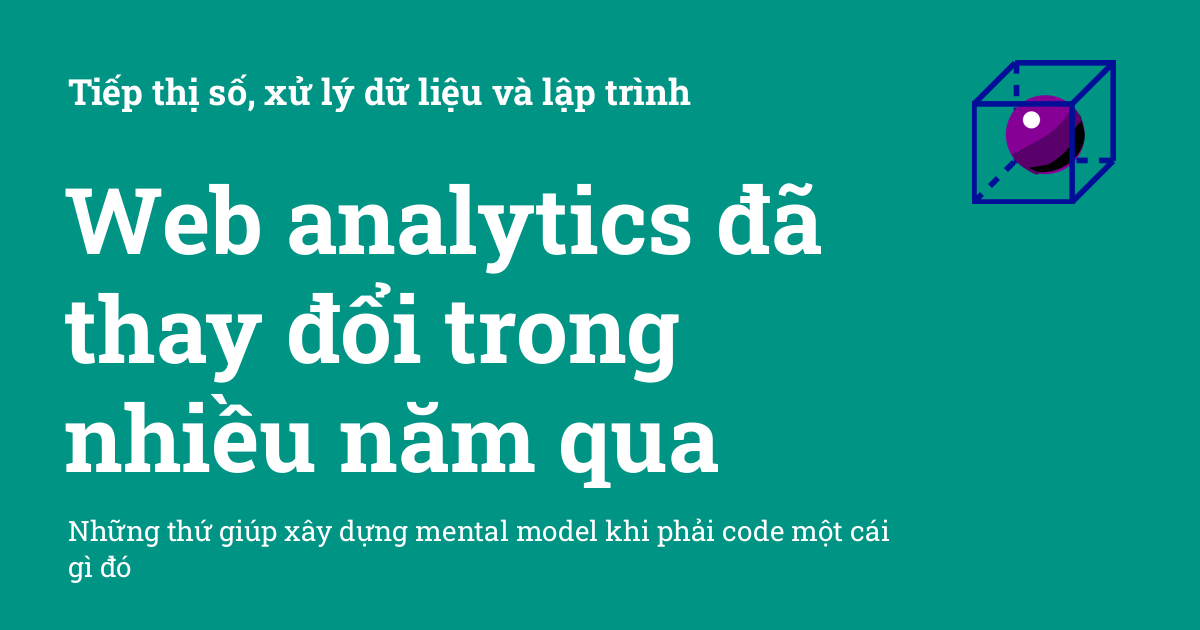 Tiếp thị số, xử lý dữ liệu và lập trình
Web analytics đã
thay đổi trong
nhiều năm qua
Những thứ giúp xây dựng mental model khi phải code một cái
gì đó